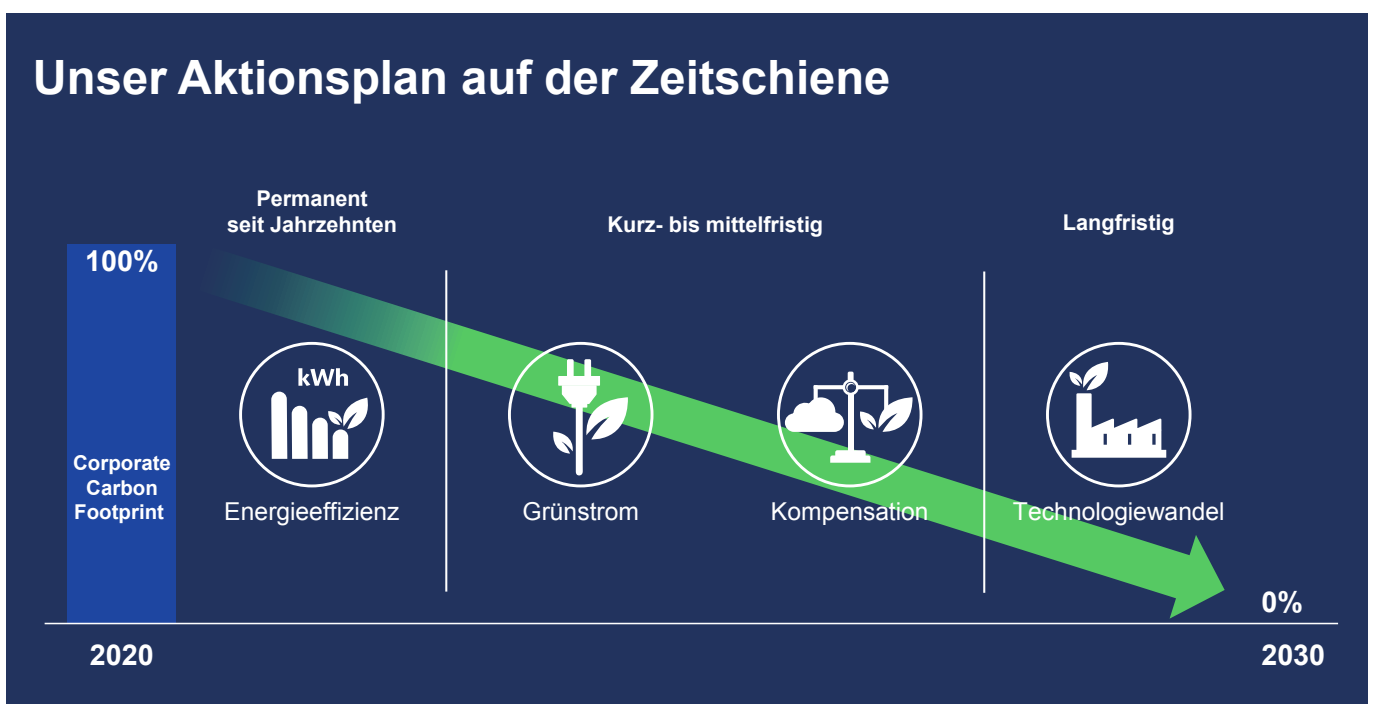 Unser Aktionsplan auf der Zeitschiene
Permanent
seit Jahrzehnten
Kurz- bis mittelfristig
Langfristig
100%
kWh
Corporate
Carbon
Footprint
Energieeffizienz
Grünstrom
Kompensation
Technologiewandel
0%
2020
2030